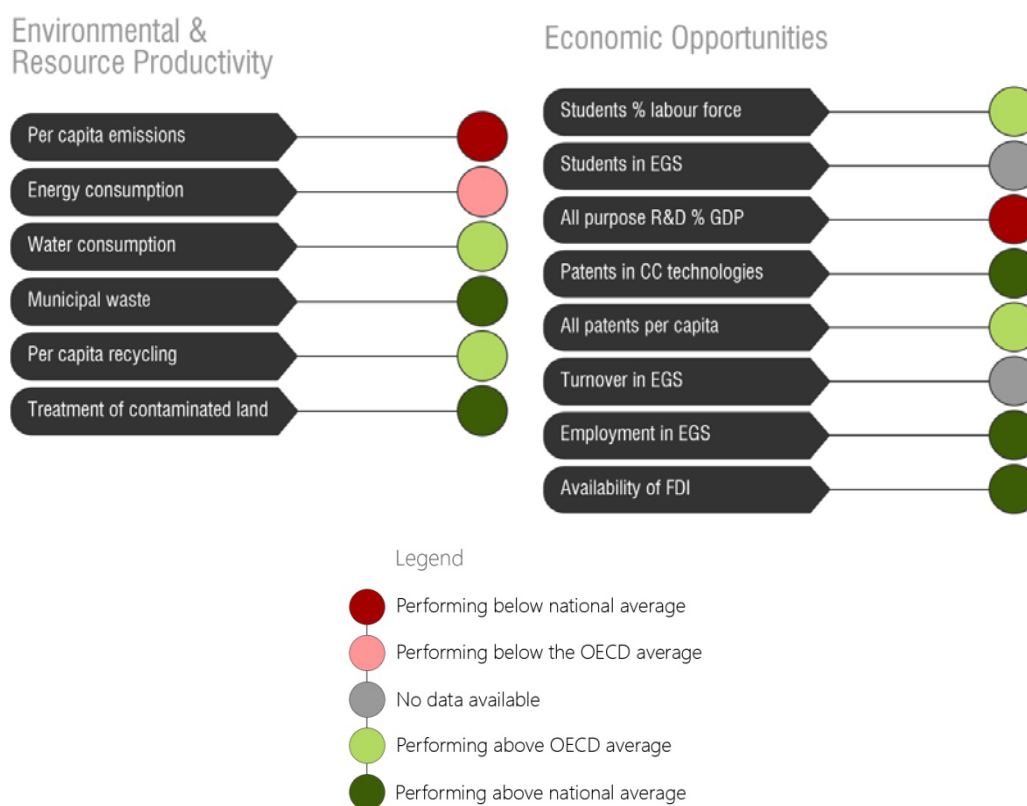 Environmental &
Resource Productivity
Per capita emissions
Energy consumption
Water consumption
Municipal waste
Per capita recycling
Treatment of contaminated land
Economic Opportunities
Students % labour force
Students in EGS
All purpose R&D % GDP
Patents in CC technologies
All patents per capita
Turnover in EGS
Employment in EGS
Availability of FDI
Legend
Performing below national average
Performing below the OECD average
No data available
Performing above OECD average
Performing above national average